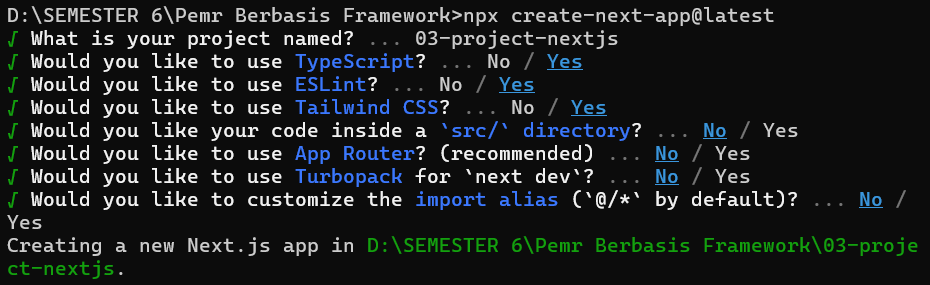 D:\SEMESTER 6\Pemr Berbasis Framework>npx create-next-app@latest
√ What is your project named? ... 03-project-nextjs
√ Would you like to use TypeScript? ... No / Yes
√ Would you like to use ESLint? ... No / Yes
√ Would you like to use Tailwind CSS? ... No / Yes
√ Would you like your code inside a `src/` directory? ... No / Yes
√ Would you like to use App Router? (recommended) ... No / Yes
√ Would you like to use Turbopack for `next dev`? ... No / Yes
√ Would you like to customize the import alias (`@/*` by default)? ... No /
Yes
Creating a new Next.js app in D:\SEMESTER 6\Pemr Berbasis Framework\03-proje
ct-nextjs.